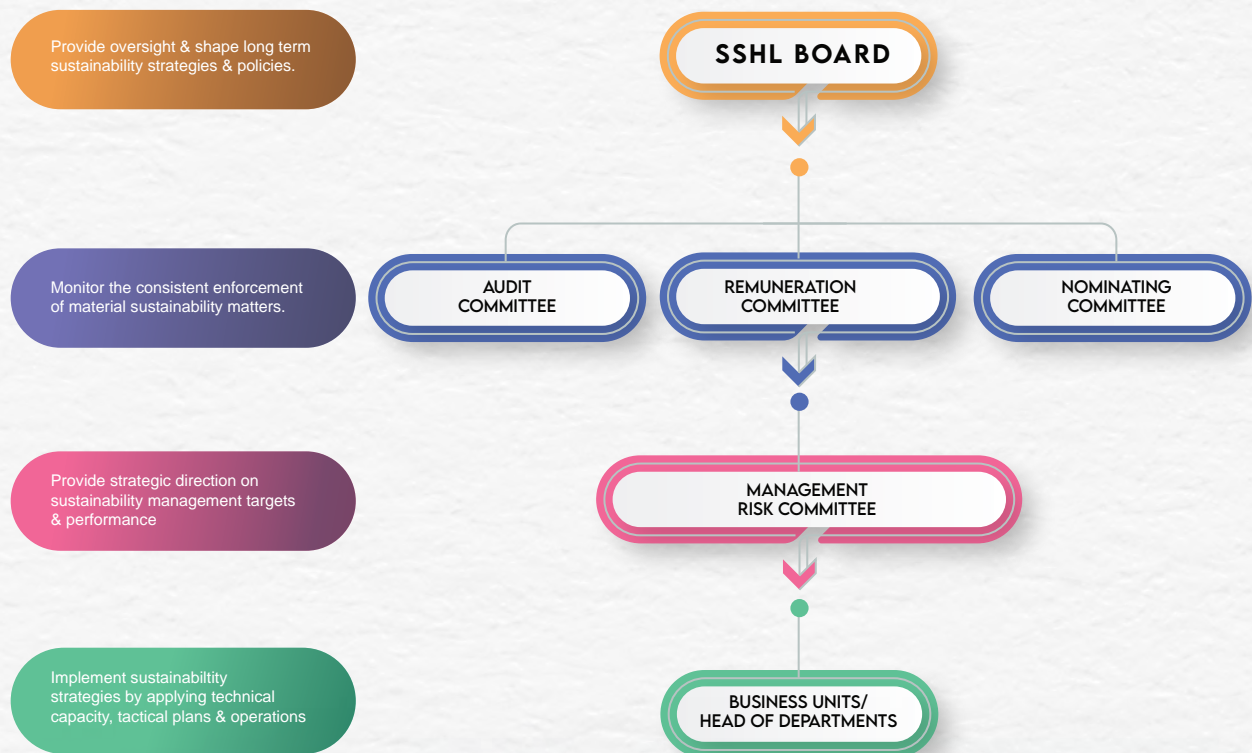 Provide oversight & shape long term
sustainability strategies & policies.
SSHL BOARD
Monitor the consistent enforcement
of material sustainability matters.
AUDIT
COMMITTEE
REMUNERATION
COMMITTEE
NOMINATING
COMMITTEE
Provide strategic direction on
sustainability management targets
& performance
MANAGEMENT
RISK COMMITTEE
Implement sustainabiltity
strategies by applying technical
capacity, tactical plans & operations
BUSINESS UNITS/
HEAD OF DEPARTMENTS